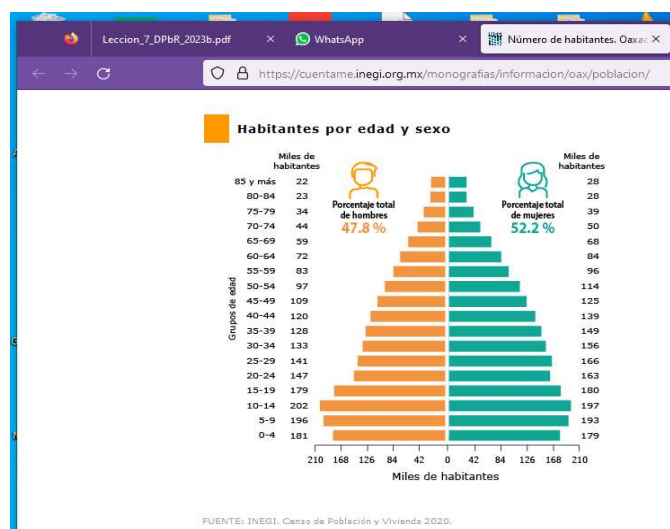 Leccion_7_DPbR_2023b.pdf × WhatsApp × Número de habitantes. Oaxac ×
https://cuentame.inegi.org.mx/monografias/informacion/oax/poblacion/
Habitantes por edad y sexo
Miles de habitantes
Miles de habitantes
Porcentaje total de hombres
47.8 %
Porcentaje total de mujeres
52.2 %
Grupos de edad
85 y más 22 28
80-84 23 28
75-79 34 39
70-74 44 50
65-69 59 68
60-64 72 84
55-59 83 96
50-54 97 114
45-49 109 125
40-44 120 139
35-39 128 149
30-34 133 156
25-29 141 166
20-24 147 163
15-19 179 180
10-14 202 197
5-9 196 193
0-4 181 179
210 168 126 84 42 0 42 84 126 168 210
Miles de habitantes
FUENTE: INEGI. Censo de Población y Vivienda 2020.